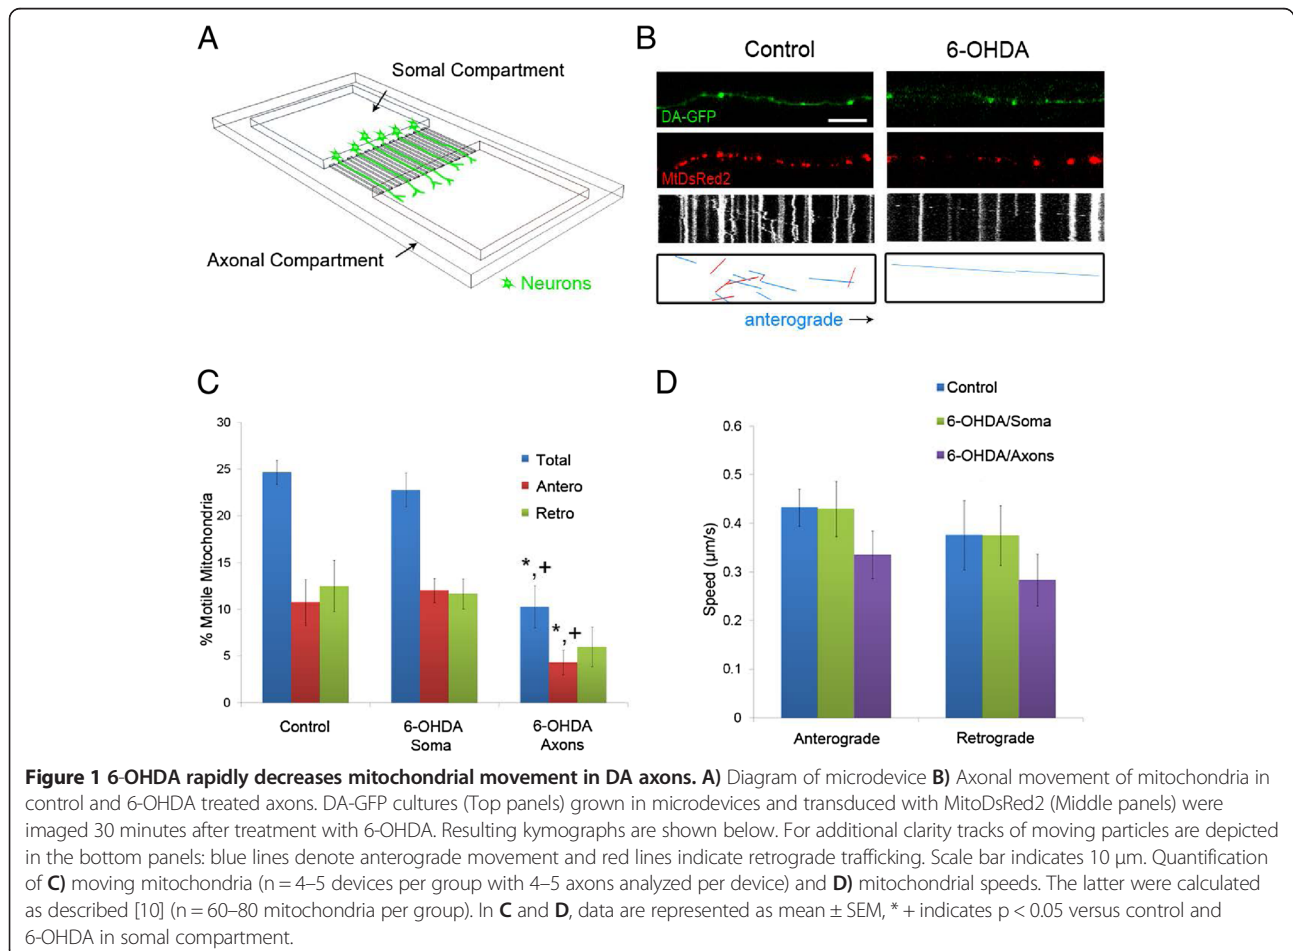 A
Somal Compartment
Axonal Compartment
Neurons
B
Control
6-OHDA
DA-GFP
MtDsRed2
anterograde
C
% Motile Mitochondria
30
25
20
15
10
5
0
Total
Antero
Retro
*,+
*,+
Control
6-OHDA
Soma
6-OHDA
Axons
D
Control
6-OHDA/Soma
6-OHDA/Axons
Speed (µm/s)
0.6
0.5
0.4
0.3
0.2
0.1
0
Anterograde
Retrograde
Figure 1 6-OHDA rapidly decreases mitochondrial movement in DA axons. A) Diagram of microdevice B) Axonal movement of mitochondria in
control and 6-OHDA treated axons. DA-GFP cultures (Top panels) grown in microdevices and transduced with MitoDsRed2 (Middle panels) were
imaged 30 minutes after treatment with 6-OHDA. Resulting kymographs are shown below. For additional clarity tracks of moving particles are depicted
in the bottom panels: blue lines denote anterograde movement and red lines indicate retrograde trafficking. Scale bar indicates 10 µm. Quantification
of C) moving mitochondria (n = 4–5 devices per group with 4–5 axons analyzed per device) and D) mitochondrial speeds. The latter were calculated
as described [10] (n = 60–80 mitochondria per group). In C and D, data are represented as mean ± SEM, * + indicates p < 0.05 versus control and
6-OHDA in somal compartment.